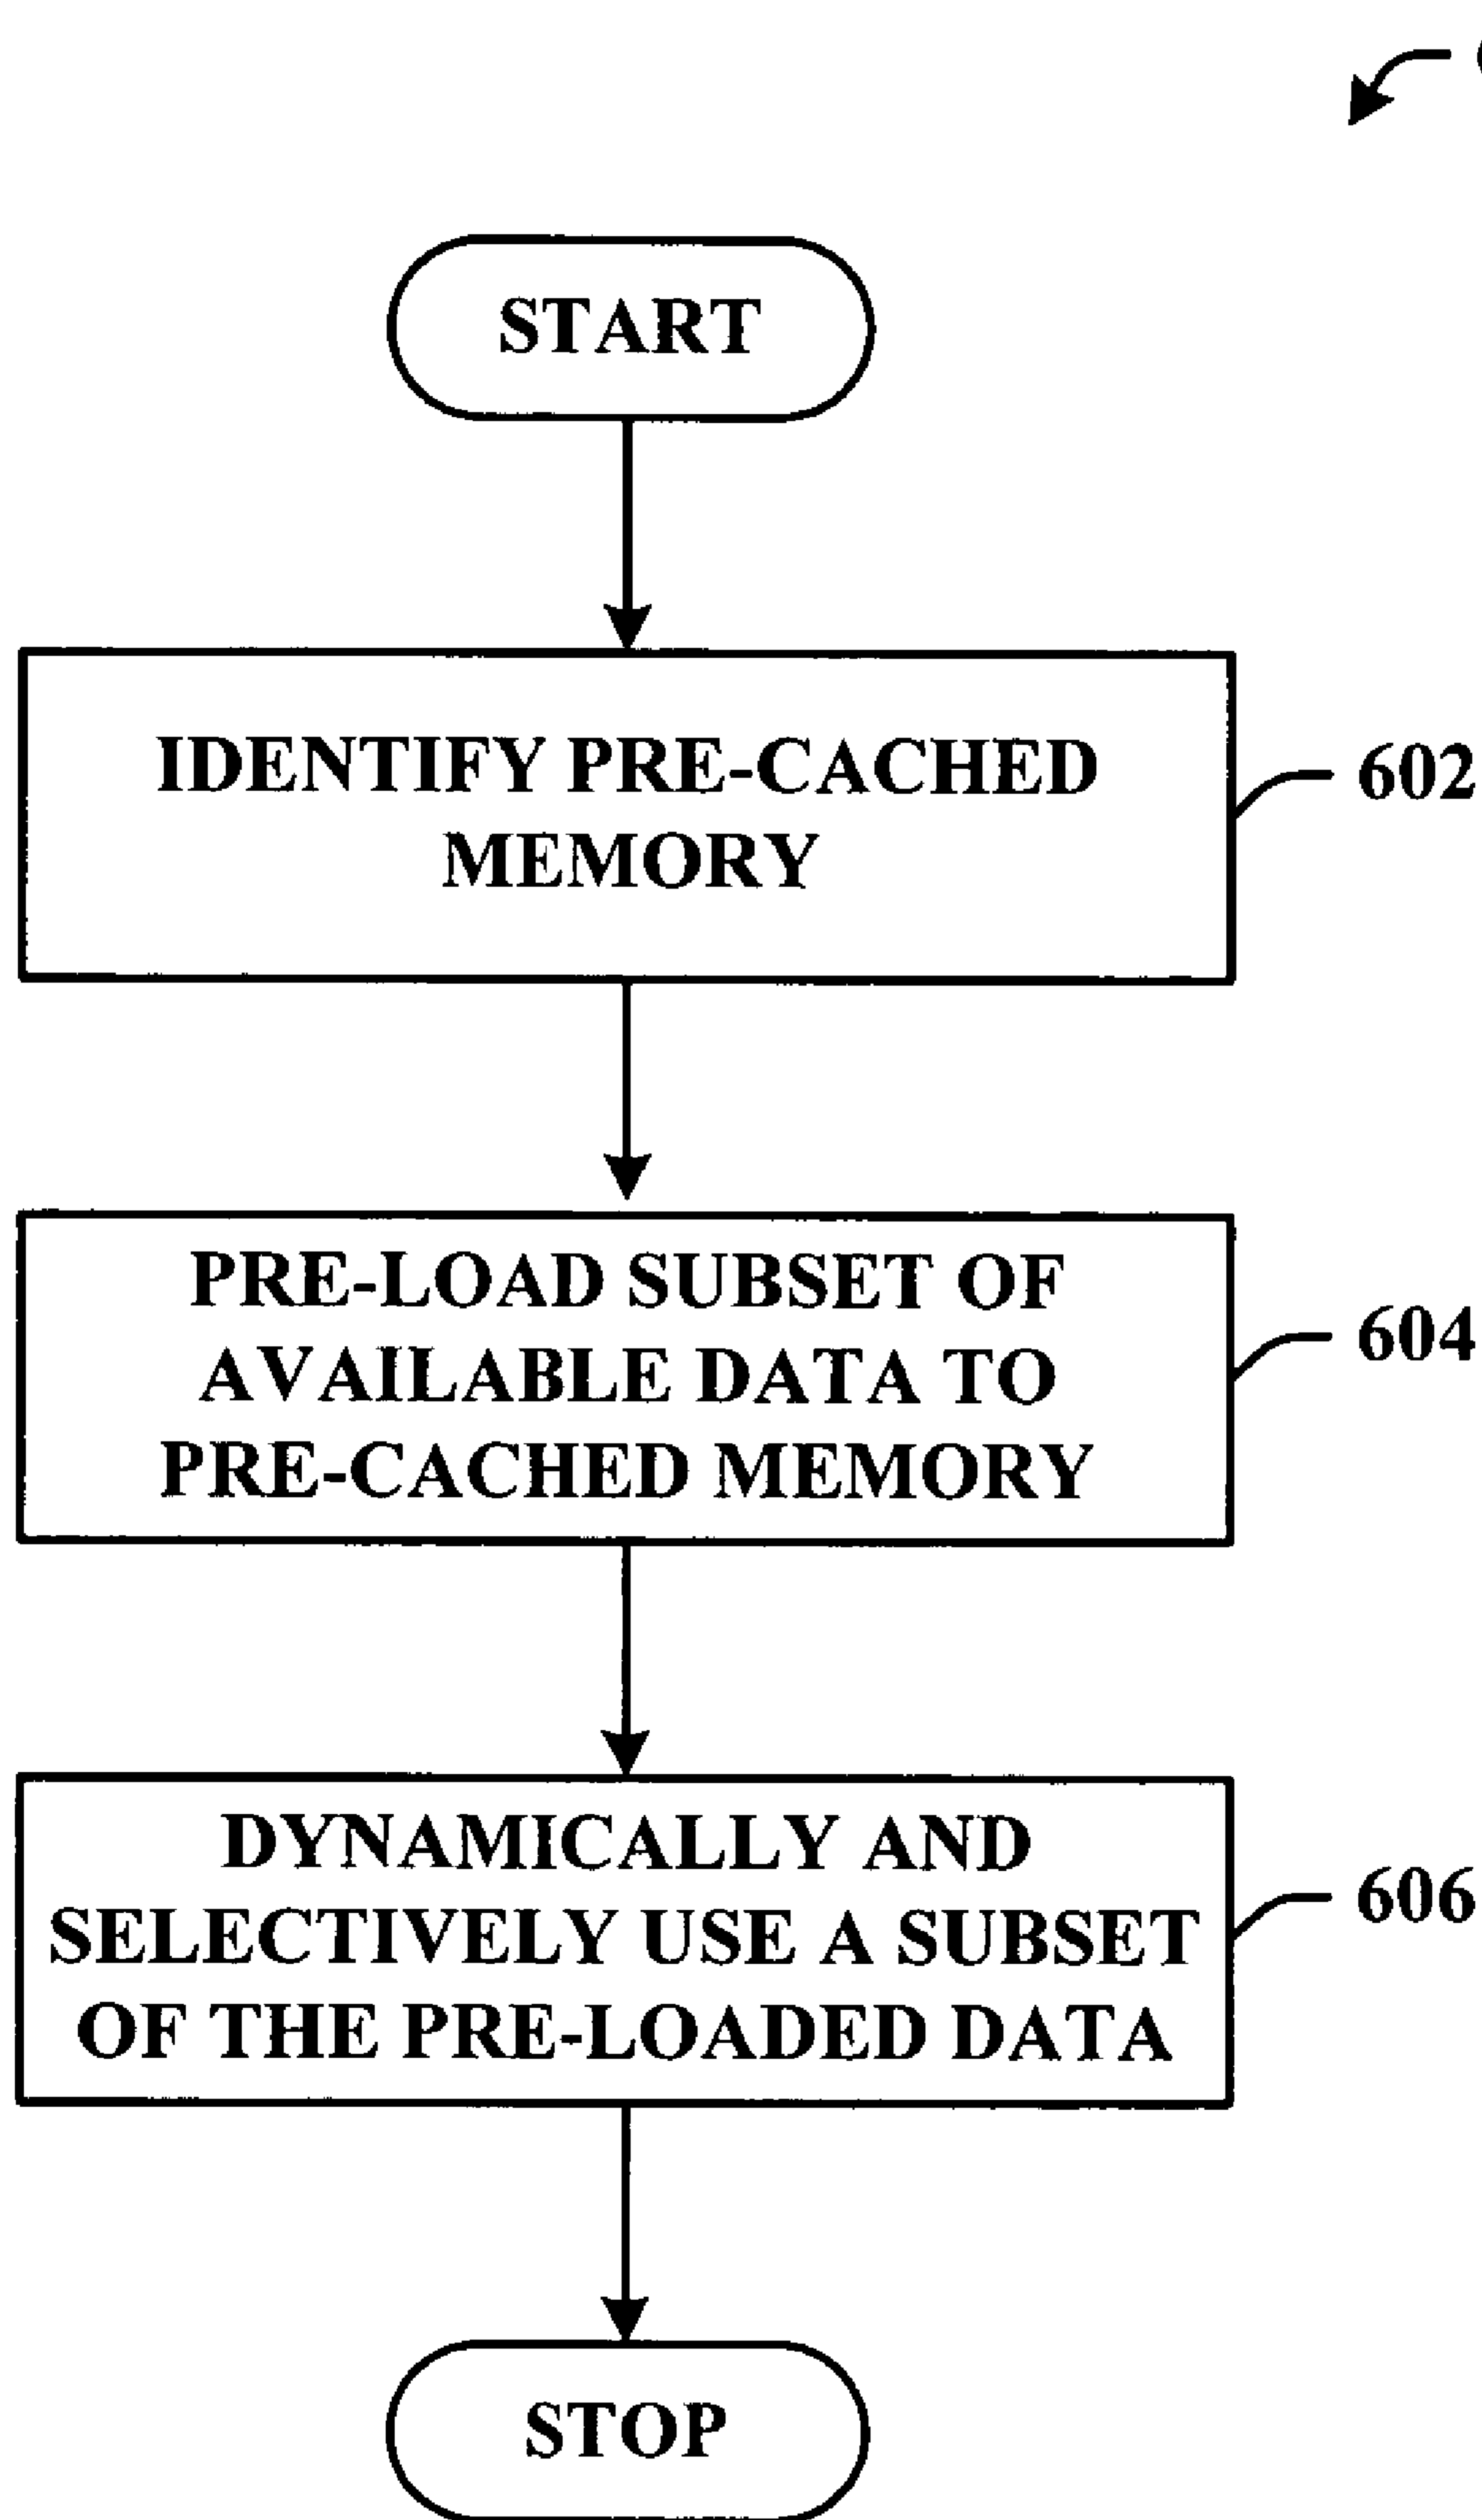 START
IDENTIFY PRE-CACHED
MEMORY
602
PRE-LOAD SUBSET OF
AVAILABLE DATA TO
PRE-CACHED MEMORY
604
DYNAMICALLY AND
SELECTIVELY USE A SUBSET
OF THE PRE-LOADED DATA
606
STOP